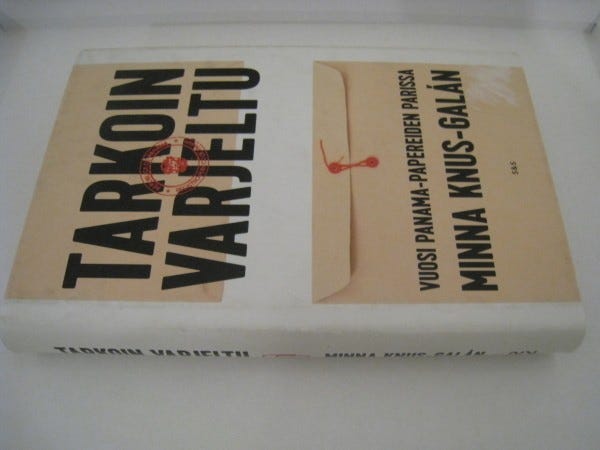 TARKOIN
VARJELTU
VUOSI PANAMA-PAPEREIDEN PARISSA
MINNA KNUS-GALÁN
S&S
TARKOIN VARJELTU
MINNA KNUS-GALÁN